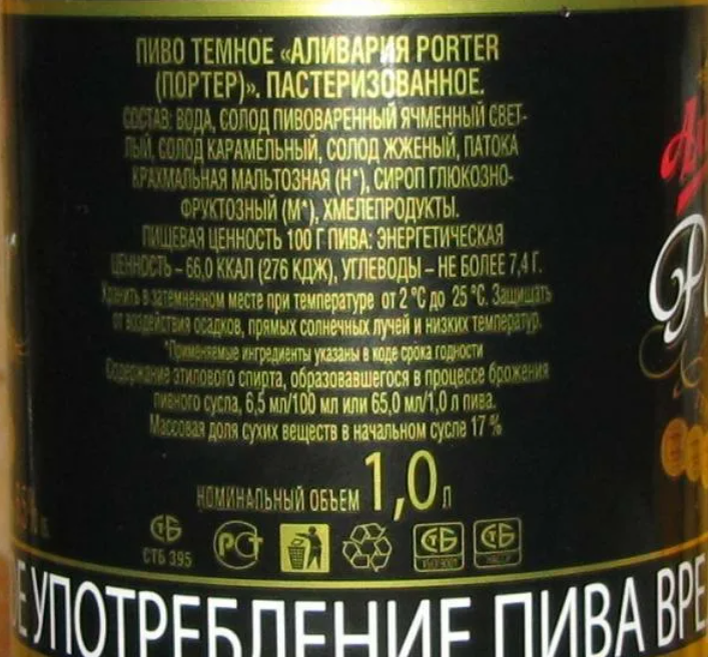 ПИВО ТЕМНОЕ «АЛИВАРИЯ PORTER
(ПОРТЕР)». ПАСТЕРИЗОВАННОЕ.
СОСТАВ: ВОДА, СОЛОД ПИВОВАРЕННЫЙ ЯЧМЕННЫЙ СВЕТ-
ЛЫЙ, СОЛОД КАРАМЕЛЬНЫЙ, СОЛОД ЖЖЕНЫЙ, ПАТОКА
КРАХМАЛЬНАЯ МАЛЬТОЗНАЯ (Н*), СИРОП ГЛЮКОЗНО-
ФРУКТОЗНЫЙ (М*), ХМЕЛЕПРОДУКТЫ.
ПИЩЕВАЯ ЦЕННОСТЬ 100 Г ПИВА: ЭНЕРГЕТИЧЕСКАЯ
ЦЕННОСТЬ – 66,0 ККАЛ (276 КДЖ), УГЛЕВОДЫ – НЕ БОЛЕЕ 7,4 Г.
Хранить в затемненном месте при температуре от 2 °С до 25 °С. Защищать
от воздействия осадков, прямых солнечных лучей и низких температур.
*Применяемые ингредиенты указаны в коде срока годности
Содержание этилового спирта, образовавшегося в процессе брожения
пивного сусла, 6,5 мл/100 мл или 65,0 мл/1,0 л пива.
Массовая доля сухих веществ в начальном сусле 17 %
НОМИНАЛЬНЫЙ ОБЪЕМ 1,0 л
СТБ 395
РСТ
СТБ
СТБ
Е УПОТРЕБЛЕНИЕ ПИВА ВРЕ